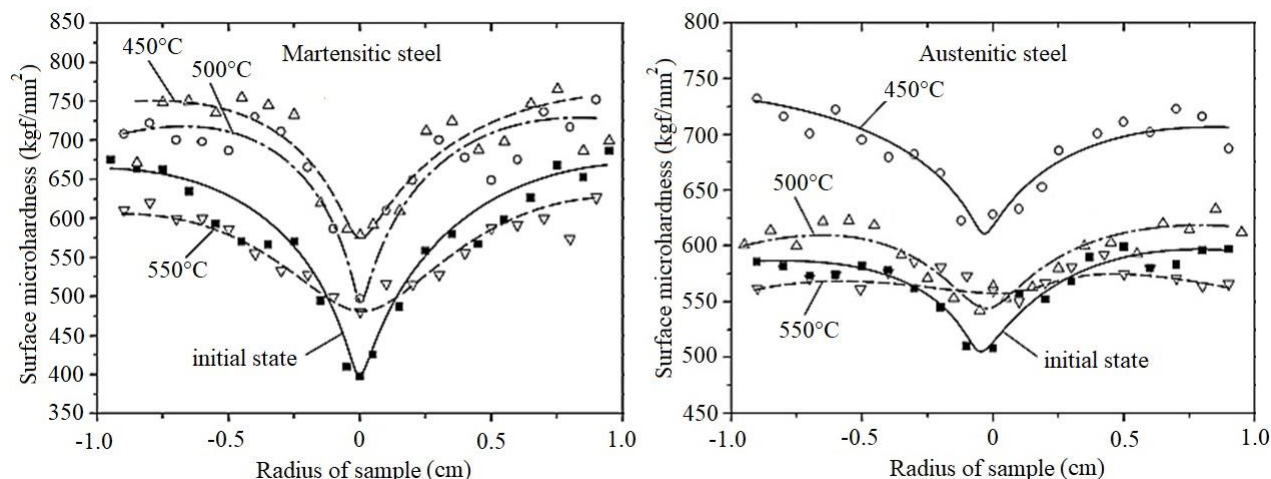 Surface microhardness (kgf/mm²)
850
800
750
700
650
600
550
500
450
400
350
Martensitic steel
450°C
500°C
550°C
initial state
-1.0
-0.5
0
0.5
1.0
Radius of sample (cm)
Surface microhardness (kgf/mm²)
800
750
700
650
600
550
500
450
Austenitic steel
450°C
500°C
550°C
initial state
-1.0
-0.5
0
0.5
1.0
Radius of sample (cm)